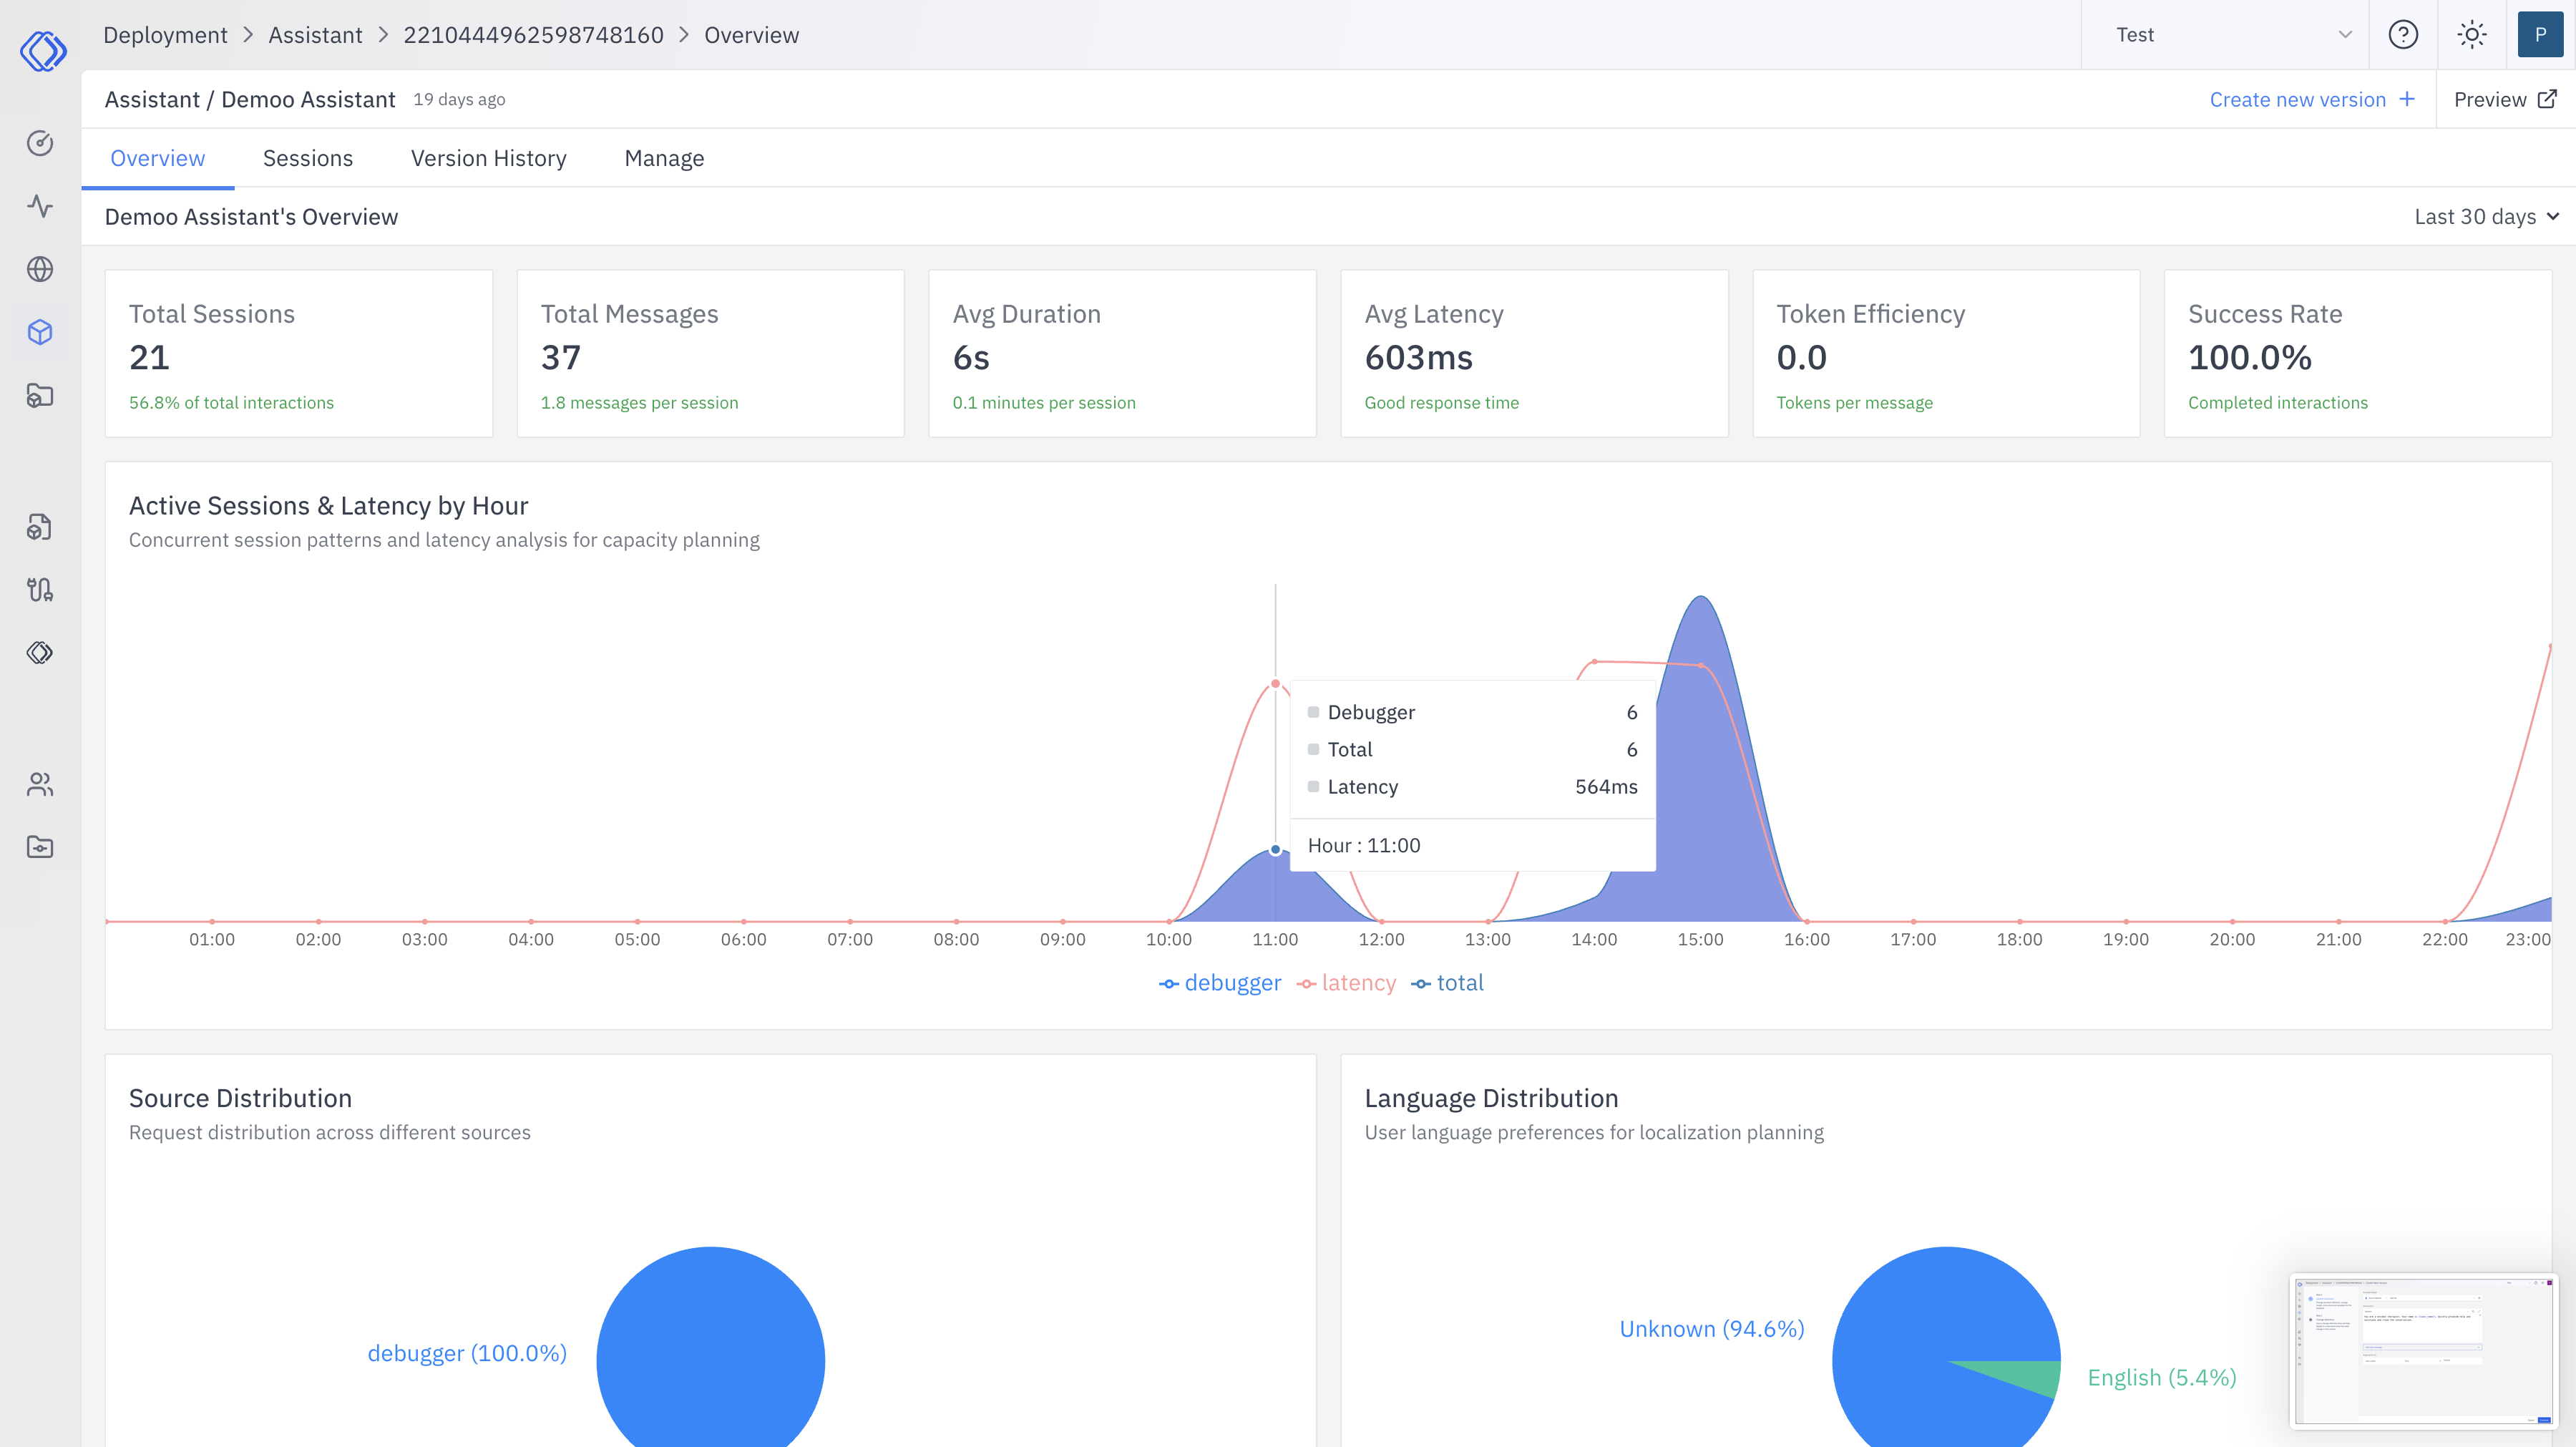 Deployment > Assistant > 2210444962598748160 > Overview
Test
P
Assistant / Demoo Assistant 19 days ago
Create new version +
Preview
Overview Sessions Version History Manage
Demoo Assistant's Overview
Last 30 days
Total Sessions
21
56.8% of total interactions
Total Messages
37
1.8 messages per session
Avg Duration
6s
0.1 minutes per session
Avg Latency
603ms
Good response time
Token Efficiency
0.0
Tokens per message
Success Rate
100.0%
Completed interactions
Active Sessions & Latency by Hour
Concurrent session patterns and latency analysis for capacity planning
Debugger 6
Total 6
Latency 564ms
Hour : 11:00
01:00 02:00 03:00 04:00 05:00 06:00 07:00 08:00 09:00 10:00 11:00 12:00 13:00 14:00 15:00 16:00 17:00 18:00 19:00 20:00 21:00 22:00 23:00
debugger latency total
Source Distribution
Request distribution across different sources
debugger (100.0%)
Language Distribution
User language preferences for localization planning
Unknown (94.6%)
English (5.4%)